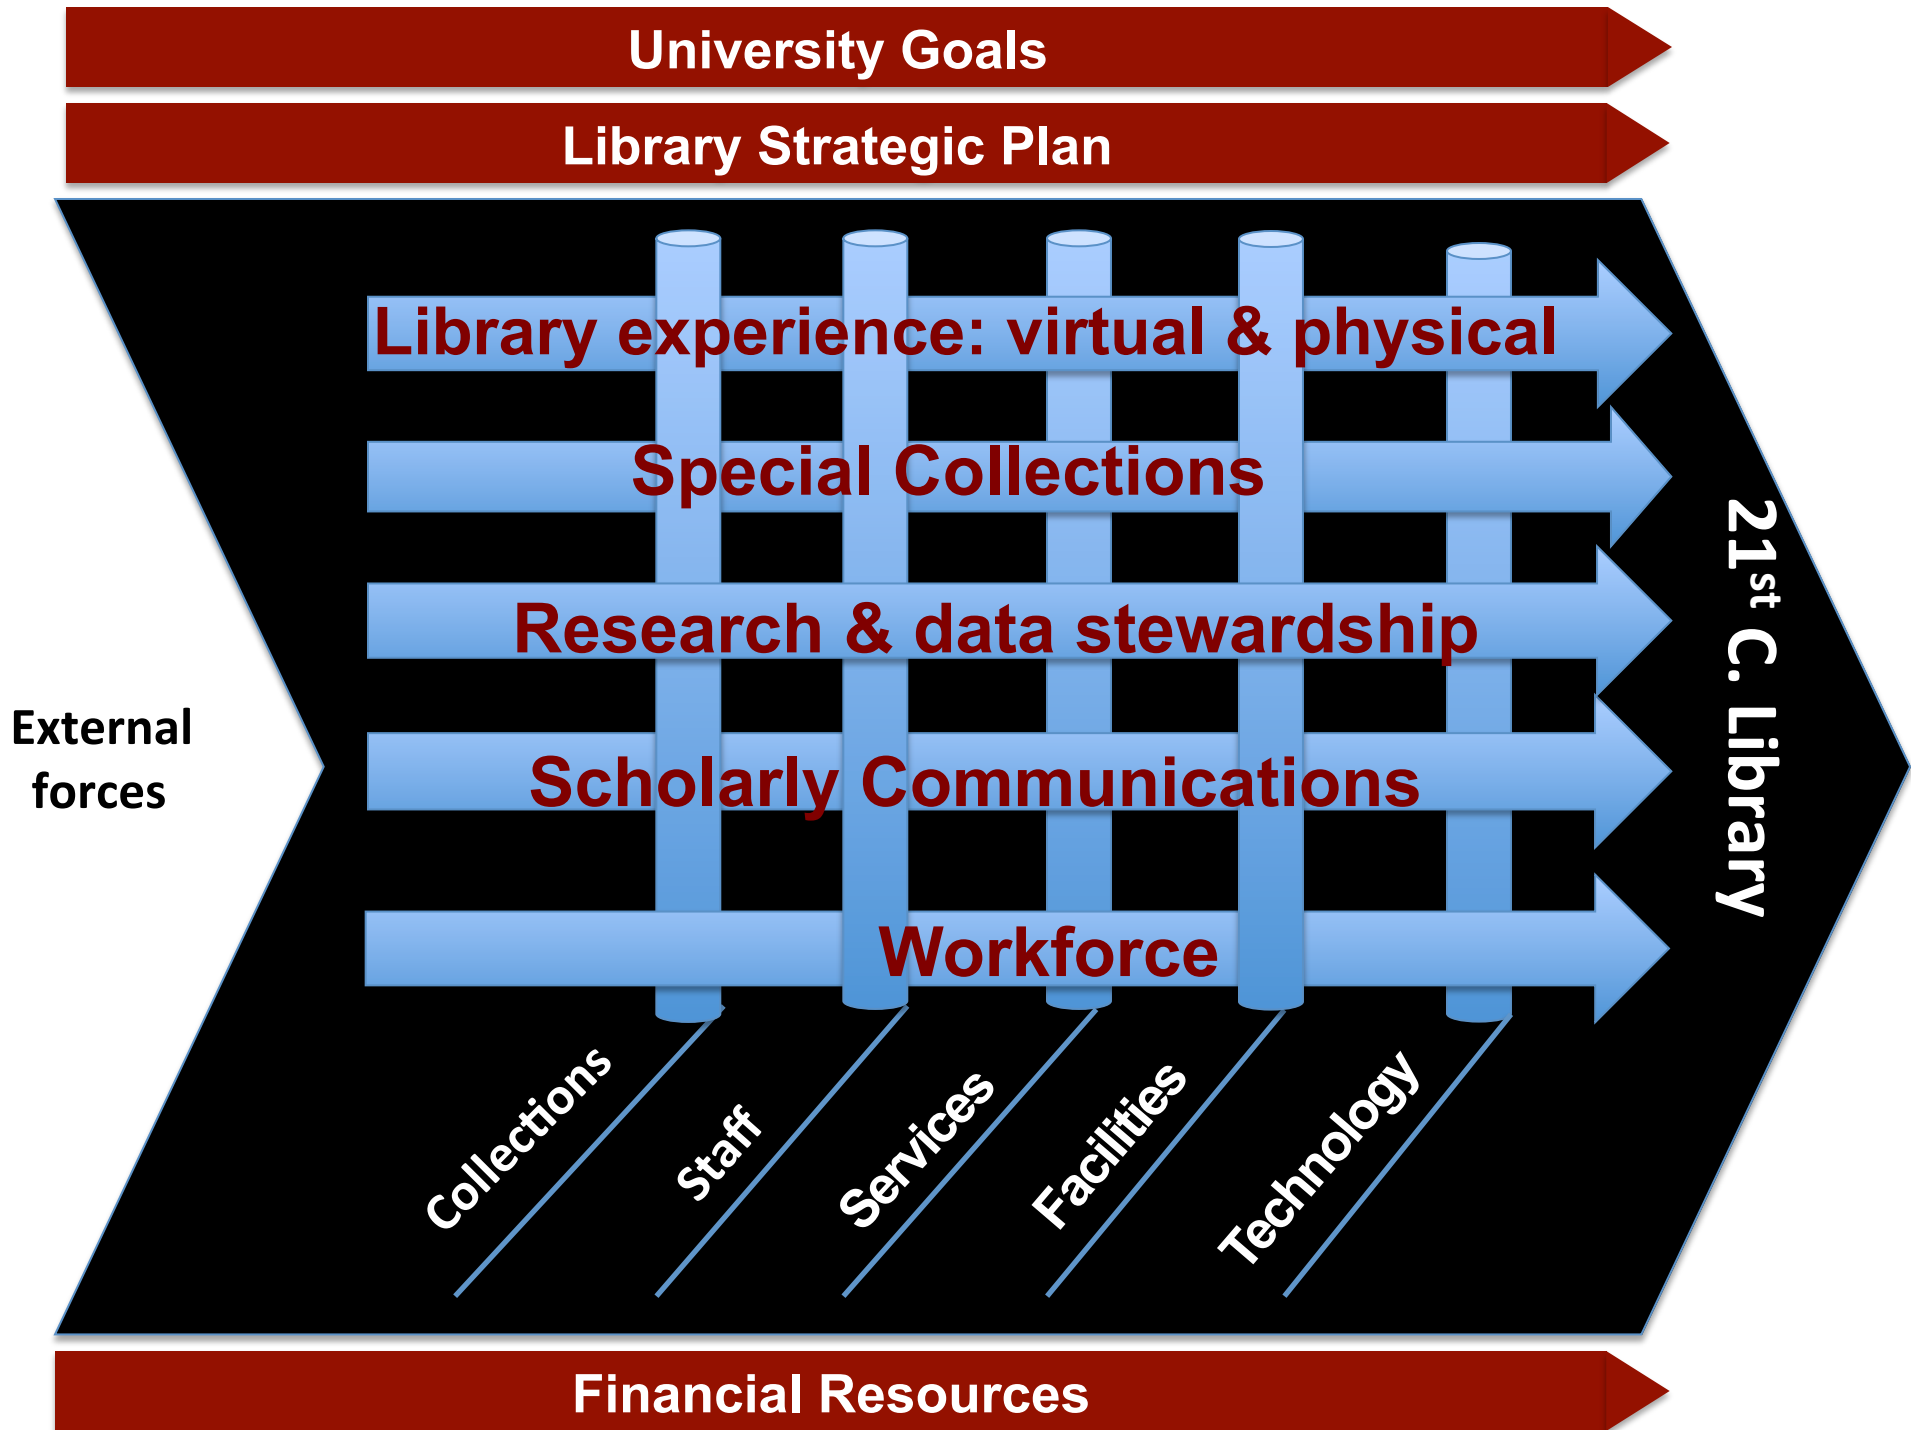 University Goals
Library Strategic Plan
Library experience: virtual & physical
Special Collections
Research & data stewardship
Scholarly Communications
Workforce
External
forces
21st C. Library
Collections
Staff
Services
Facilities
Technology
Financial Resources